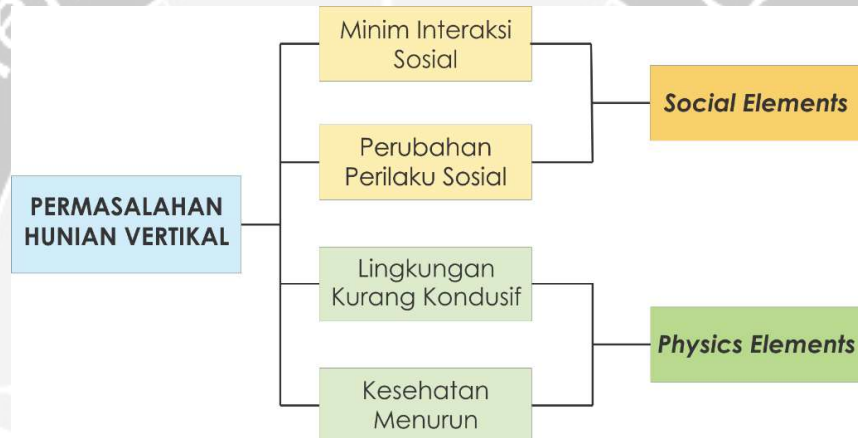 PERMASALAHAN
HUNIAN VERTIKAL
Minim Interaksi
Sosial
Perubahan
Perilaku Sosial
Lingkungan
Kurang Kondusif
Kesehatan
Menurun
Social Elements
Physics Elements